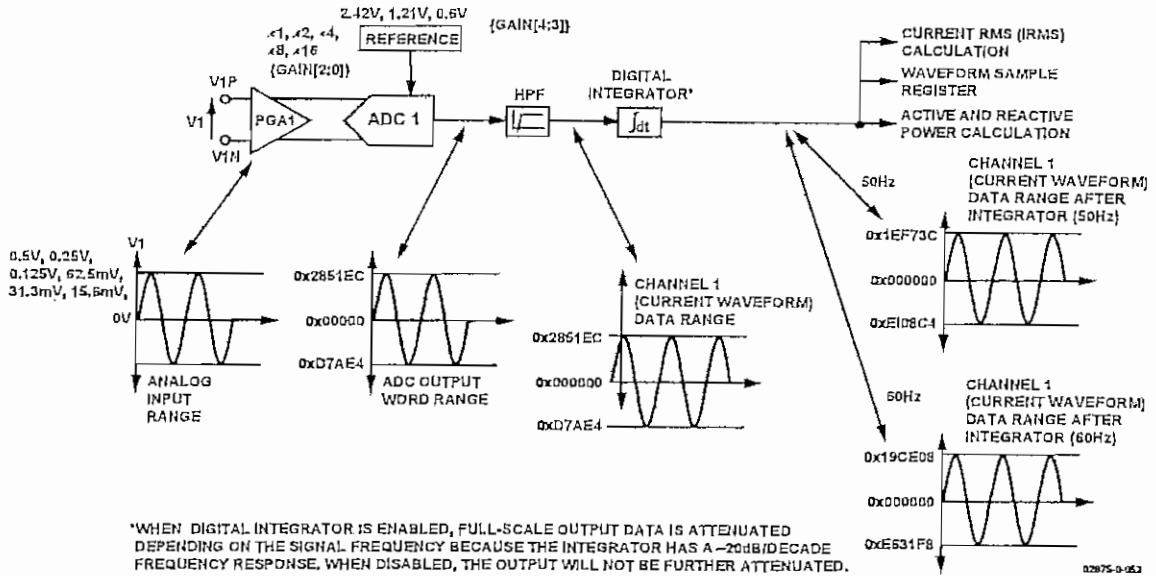 2.42V, 1.21V, 0.6V
{GAIN[4:3]}
x1, x2, x4,
x8, x16
{GAIN[2:0]}
REFERENCE
V1P
V1
V1N
PGA1
ADC 1
HPF
DIGITAL
INTEGRATOR*
∫dt
CURRENT RMS (IRMS)
CALCULATION
WAVEFORM SAMPLE
REGISTER
ACTIVE AND REACTIVE
POWER CALCULATION
50Hz
CHANNEL 1
(CURRENT WAVEFORM)
DATA RANGE AFTER
INTEGRATOR (50Hz)
0x1EF73C
0x000000
0xEI08C4
V1
0.5V, 0.25V,
0.125V, 62.5mV,
31.3mV, 15.6mV,
0V
ANALOG
INPUT
RANGE
0x2851EC
0x00000
0xD7AE4
ADC OUTPUT
WORD RANGE
CHANNEL 1
(CURRENT WAVEFORM)
DATA RANGE
0x2851EC
0x000000
0xD7AE4
60Hz
CHANNEL 1
(CURRENT WAVEFORM)
DATA RANGE AFTER
INTEGRATOR (60Hz)
0x19CE08
0x000000
0xE631F8
*WHEN DIGITAL INTEGRATOR IS ENABLED, FULL-SCALE OUTPUT DATA IS ATTENUATED
DEPENDING ON THE SIGNAL FREQUENCY BECAUSE THE INTEGRATOR HAS A –20dB/DECADE
FREQUENCY RESPONSE. WHEN DISABLED, THE OUTPUT WILL NOT BE FURTHER ATTENUATED.
02875-0-052